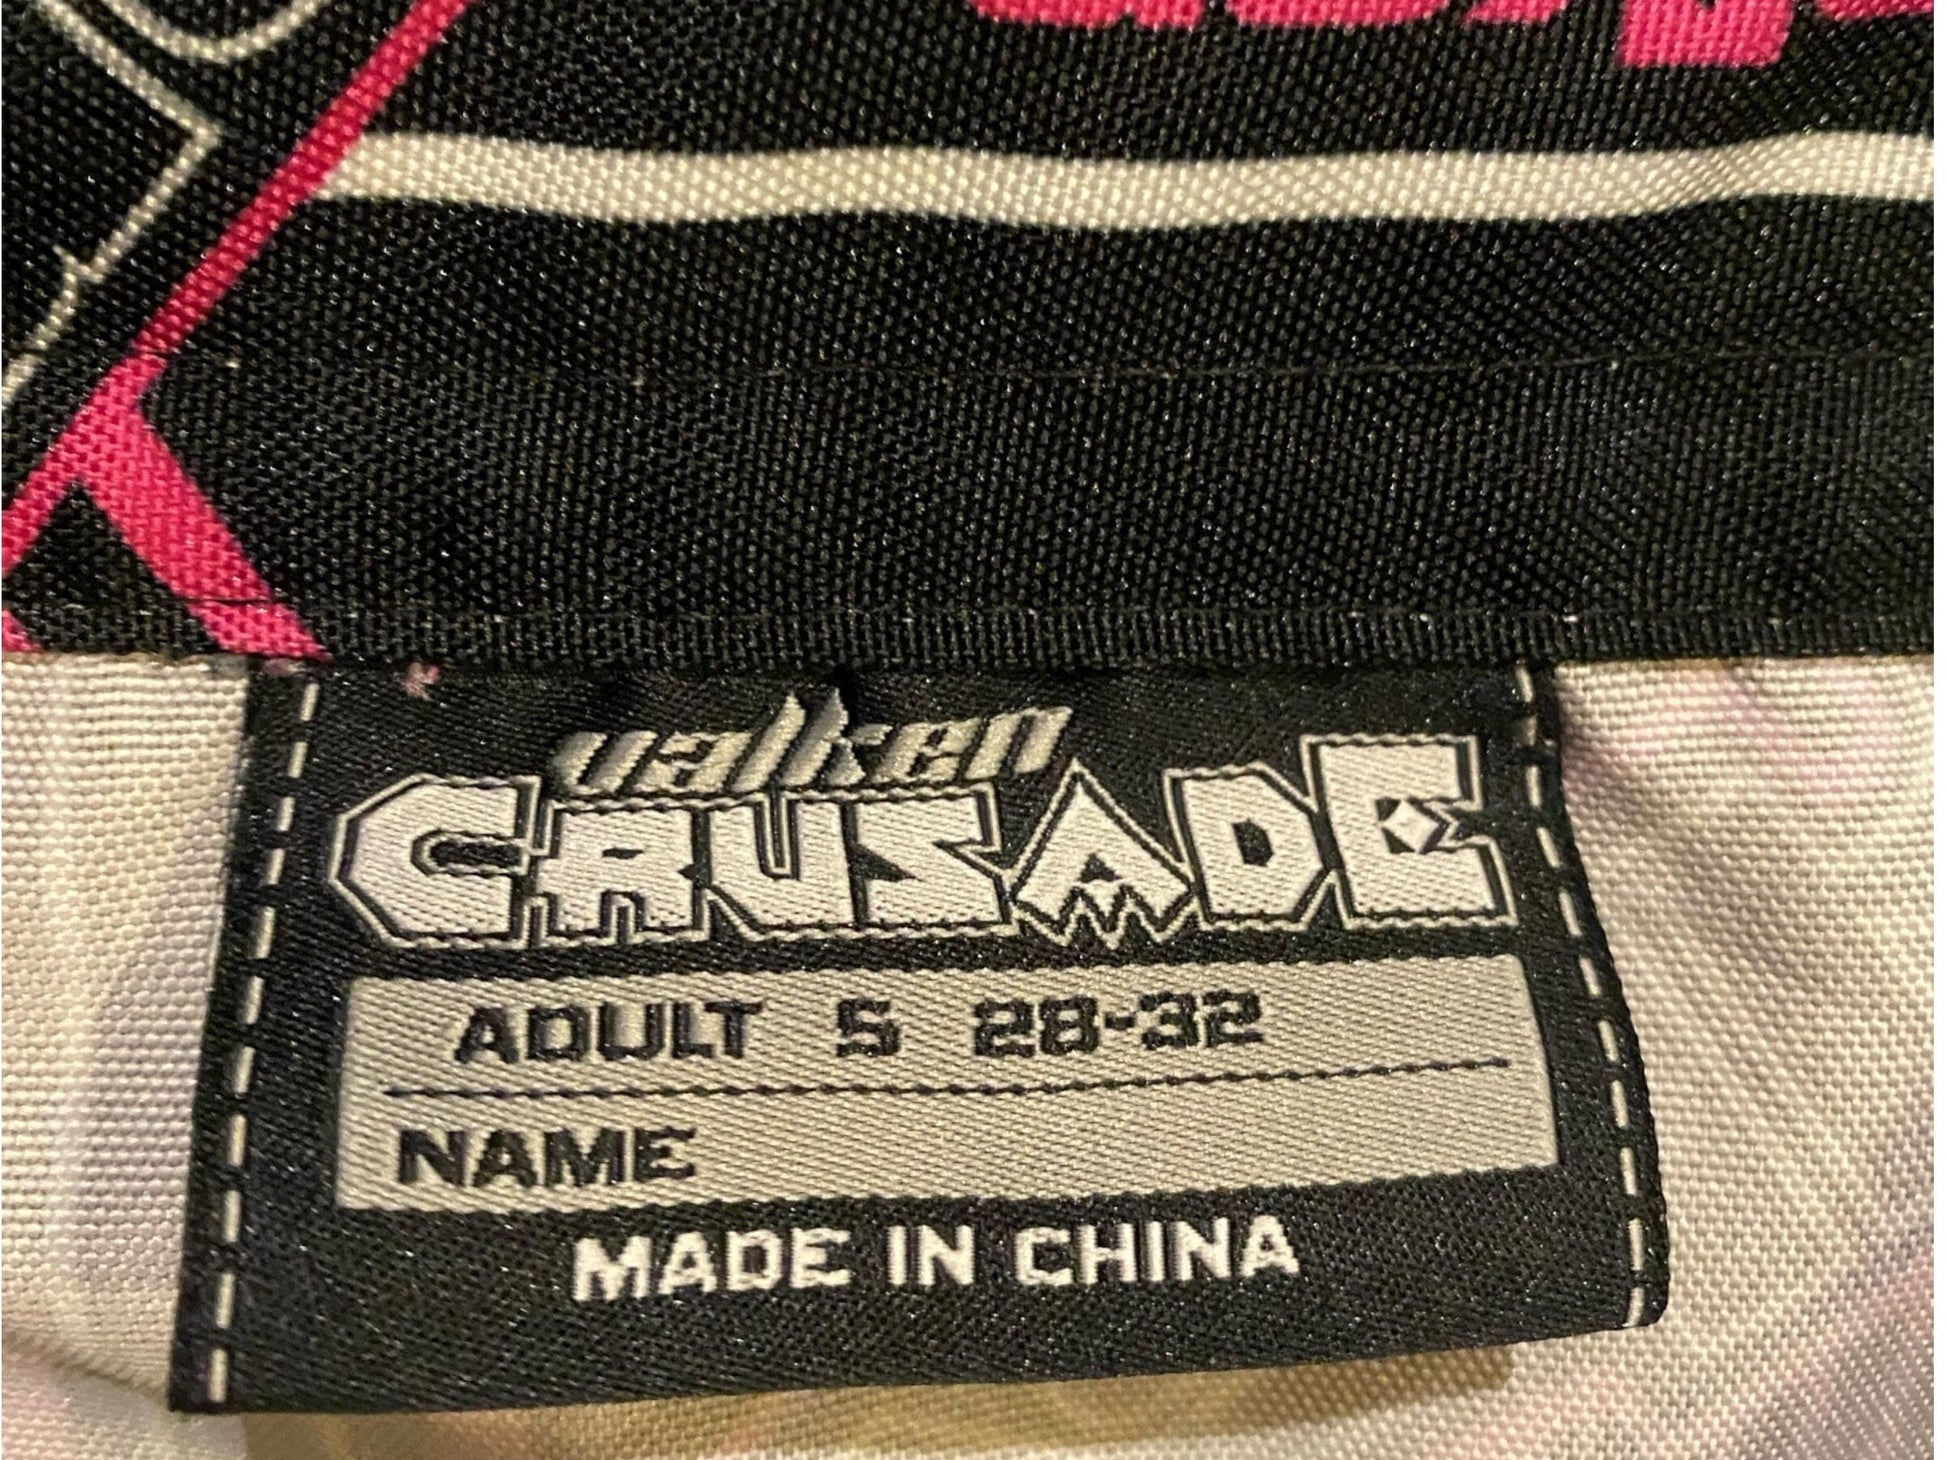 valken
CRUSADE
ADULT S 28-32
NAME
MADE IN CHINA